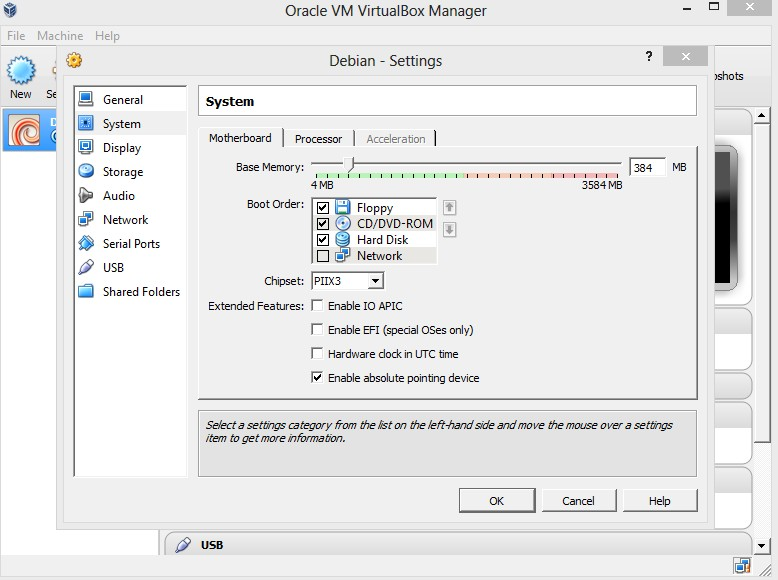 Oracle VM VirtualBox Manager
File Machine Help
Debian - Settings
?
New
General
System
Display
Storage
Audio
Network
Serial Ports
USB
Shared Folders
System
Motherboard Processor Acceleration
Base Memory: 384 MB
4 MB 3584 MB
Boot Order: Floppy
CD/DVD-ROM
Hard Disk
Network
Chipset: PIIX3
Extended Features: Enable IO APIC
Enable EFI (special OSes only)
Hardware clock in UTC time
Enable absolute pointing device
Select a settings category from the list on the left-hand side and move the mouse over a settings
item to get more information.
OK Cancel Help
USB